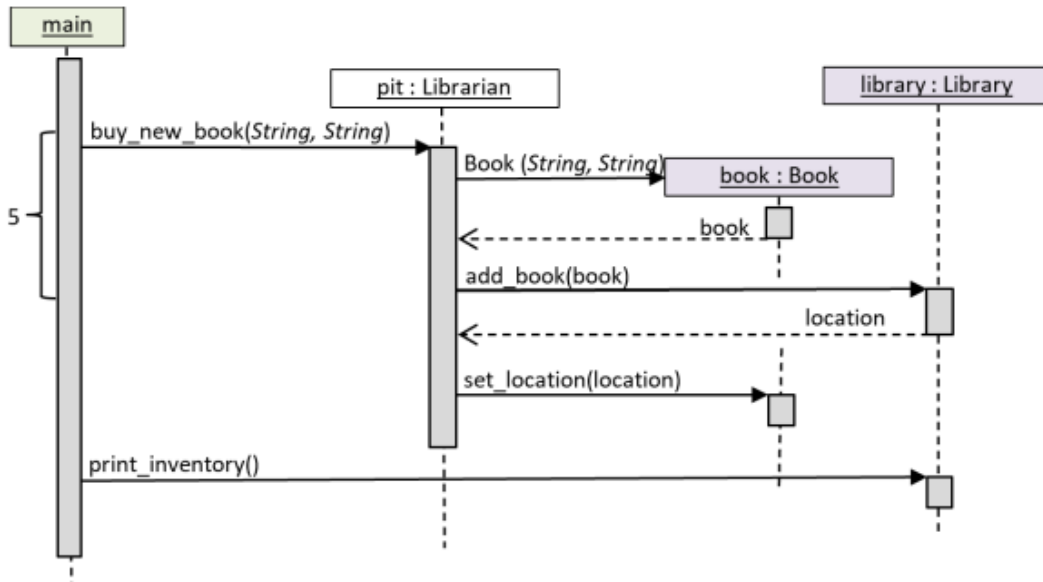 main
pit : Librarian
library : Library
buy_new_book(String, String)
Book (String, String)
book : Book
5
book
add_book(book)
location
set_location(location)
print_inventory()